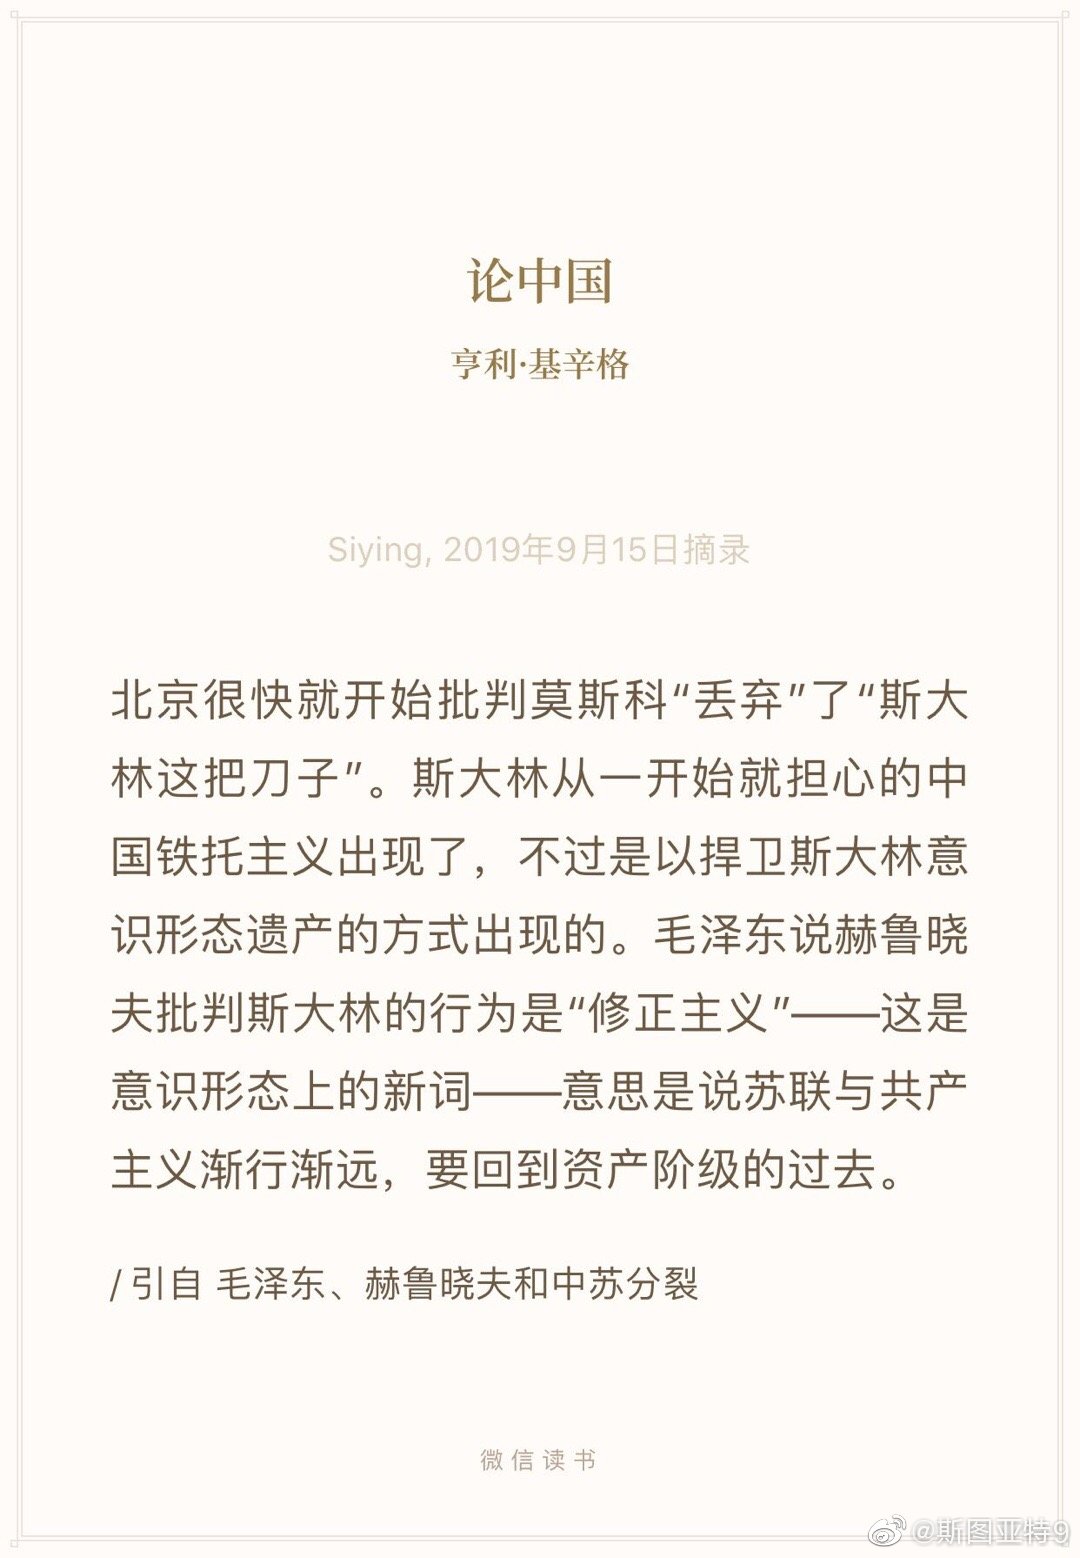 论中国
亨利·基辛格
Siying, 2019年9月15日摘录
北京很快就开始批判莫斯科“丢弃”了“斯大
林这把刀子”。斯大林从一开始就担心的中
国铁托主义出现了，不过是以捍卫斯大林意
识形态遗产的方式出现的。毛泽东说赫鲁晓
夫批判斯大林的行为是“修正主义”——这是
意识形态上的新词——意思是说苏联与共产
主义渐行渐远，要回到资产阶级的过去。
/ 引自 毛泽东、赫鲁晓夫和中苏分裂
微信读书
@斯图亚特9